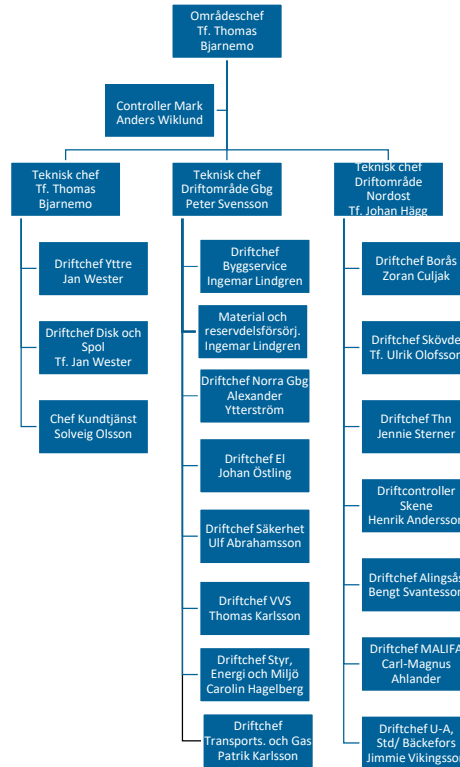 Områdeschef
Tf. Thomas
Bjarnemo
Controller Mark
Anders Wiklund
Teknisk chef
Tf. Thomas
Bjarnemo
Driftchef Yttre
Jan Wester
Driftchef Disk och
Spol
Tf. Jan Wester
Chef Kundtjänst
Solveig Olsson
Teknisk chef
Driftområde Gbg
Peter Svensson
Driftchef
Byggservice
Ingemar Lindgren
Material och
reservdelsförsörj.
Ingemar Lindgren
Driftchef Norra Gbg
Alexander
Ytterström
Driftchef El
Johan Östling
Driftchef Säkerhet
Ulf Abrahamsson
Driftchef VVS
Thomas Karlsson
Driftchef Styr,
Energi och Miljö
Carolin Hagelberg
Driftchef
Transports. och Gas
Patrik Karlsson
Teknisk chef
Driftområde
Nordost
Tf. Johan Hägg
Driftchef Borås
Zoran Culjak
Driftchef Skövde
Tf. Ulrik Olofsson
Driftchef Thn
Jennie Sterner
Driftcontroller
Skene
Henrik Andersson
Driftchef Alingsås
Bengt Svantesson
Driftchef MALIFA
Carl-Magnus
Ahlander
Driftchef U-A,
Std/ Bäckefors
Jimmie Vikingsson